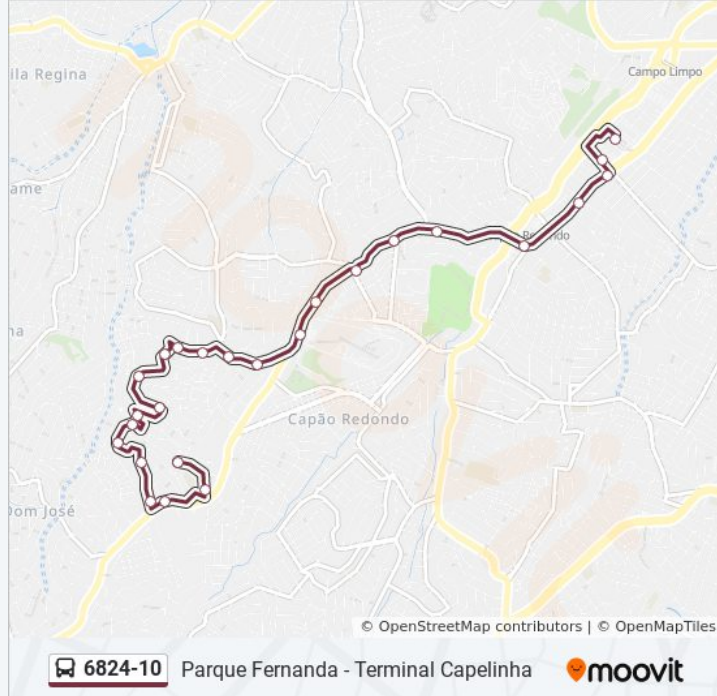 Campo Limpo
ila Regina
ame
Redondo
na
Capão Redondo
Dom José
© OpenStreetMap contributors | © OpenMapTiles
6824-10 Parque Fernanda - Terminal Capelinha moovit